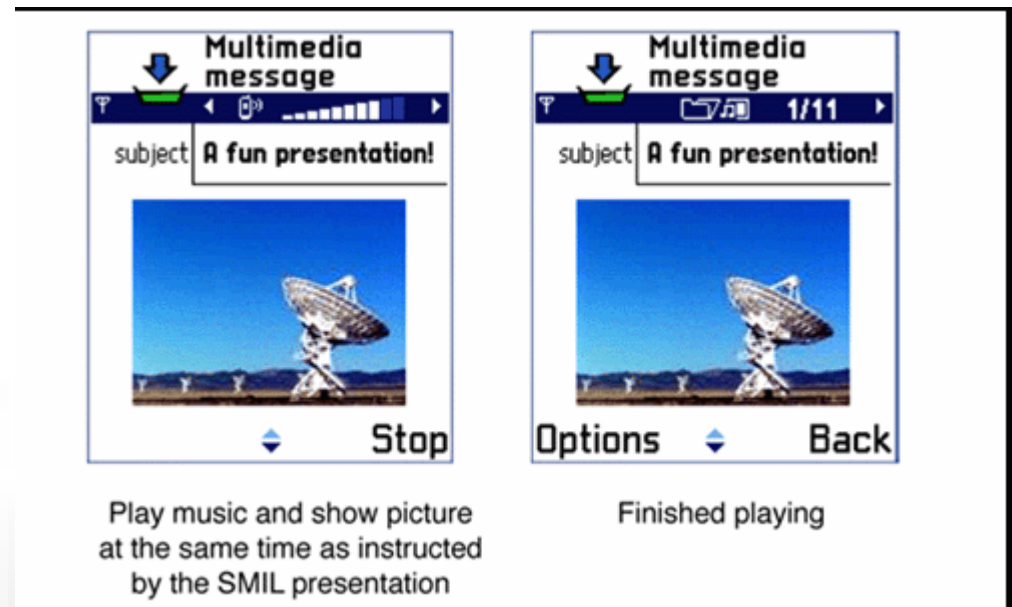 Multimedia
message
subject A fun presentation!
Stop
Play music and show picture
at the same time as instructed
by the SMIL presentation
Multimedia
message
1/11
subject A fun presentation!
Options Back
Finished playing